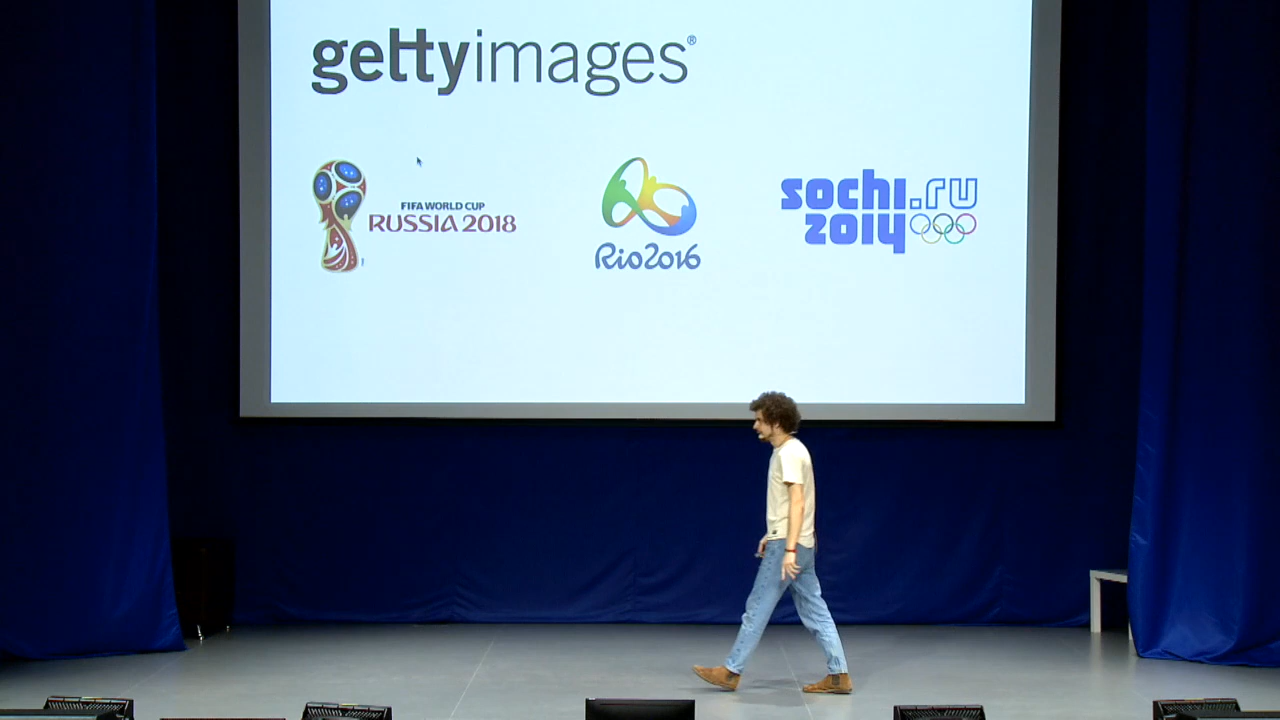 gettyimages®
FIFA WORLD CUP
RUSSIA 2018
Rio2016
sochi.ru
2014